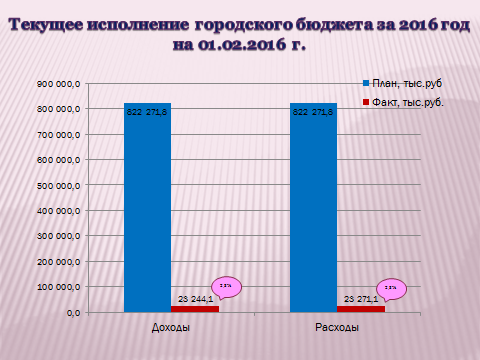 Текущее исполнение городского бюджета за 2016 год
на 01.02.2016 г.
900 000,0
800 000,0
700 000,0
600 000,0
500 000,0
400 000,0
300 000,0
200 000,0
100 000,0
0,0
План, тыс.руб
Факт, тыс.руб.
822 271,8
822 271,8
23 244,1
23 271,1
Доходы
Расходы